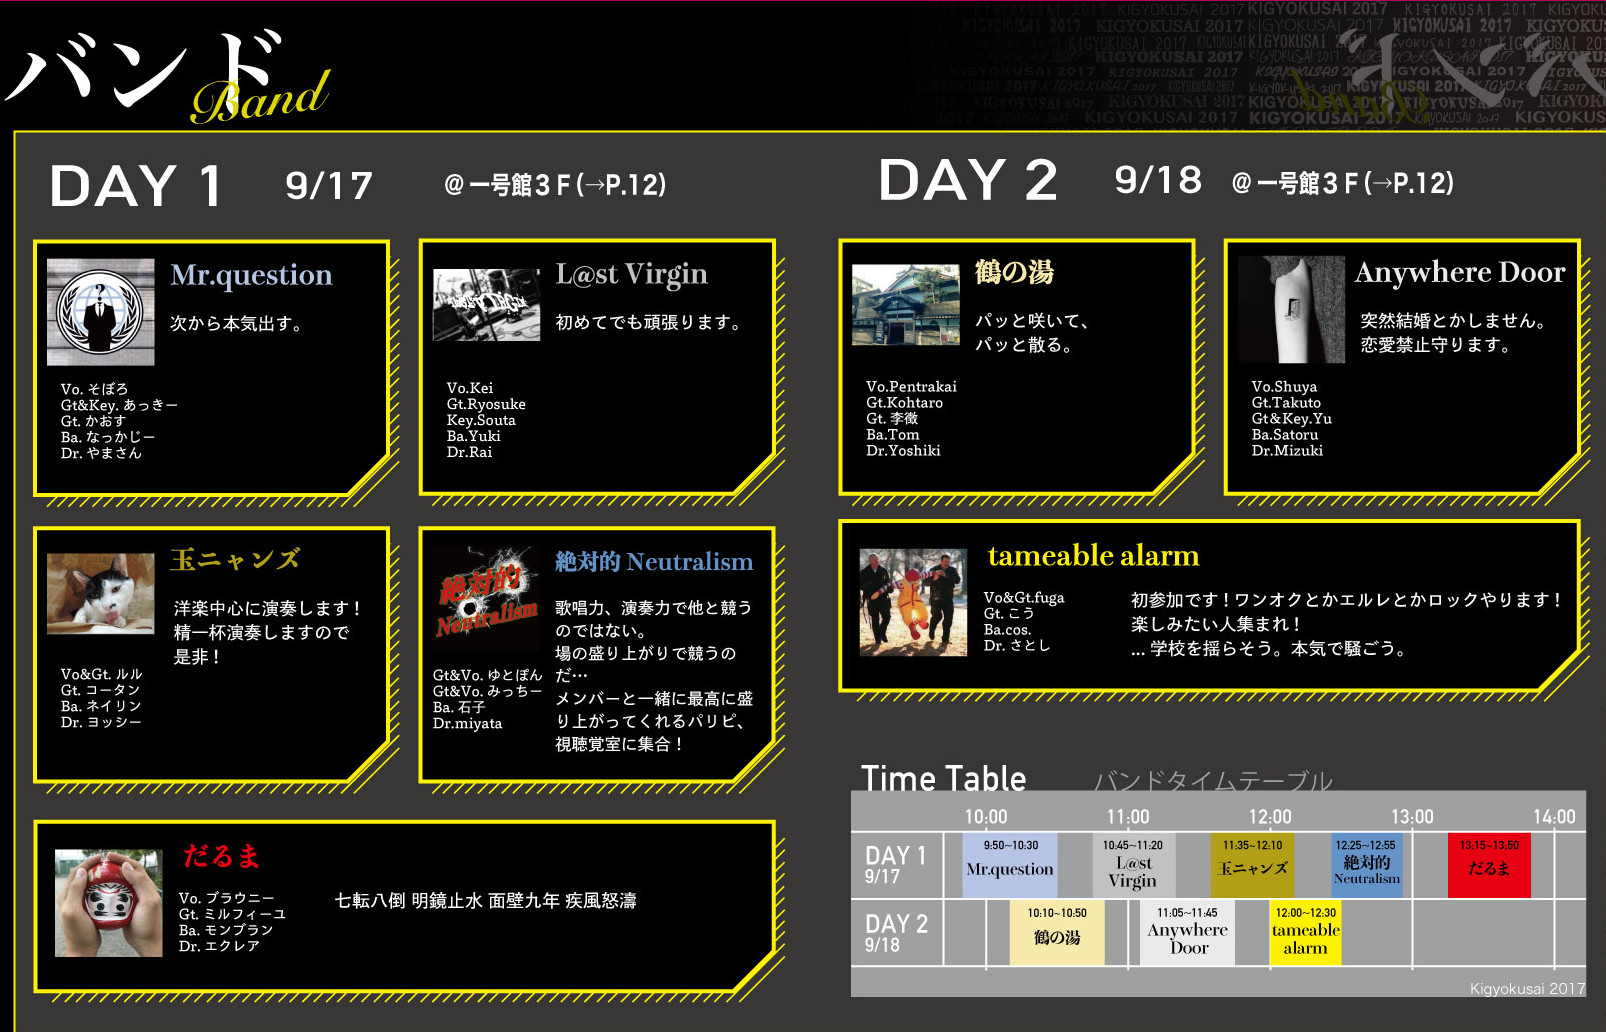 バンド
Band
DAY 1
9/17
@ 一号館3F(→P.12)
Mr.question
次から本気出す。
Vo. そぼろ
Gt&Key. あっきー
Gt. かおす
Ba. なっかじー
Dr. やまさん
L@st Virgin
初めてでも頑張ります。
Vo.Kei
Gt.Ryosuke
Key.Souta
Ba.Yuki
Dr.Rai
玉ニャンズ
洋楽中心に演奏します!
精一杯演奏しますので
是非!
Vo&Gt. ルル
Gt. コータン
Ba. ネイリン
Dr. ヨッシー
絶対的
Neutralism
絶対的 Neutralism
歌唱力、演奏力で他と競う
のではない。
場の盛り上がりで競うの
だ…
メンバーと一緒に最高に盛
り上がってくれるパリピ、
視聴覚室に集合!
Gt&Vo. ゆとぽん
Gt&Vo. みっちー
Ba. 石子
Dr.miyata
だるま
Vo. ブラウニー
Gt. ミルフィーユ
Ba. モンブラン
Dr. エクレア
七転八倒 明鏡止水 面壁九年 疾風怒濤
DAY 2
9/18
@ 一号館3F(→P.12)
鶴の湯
パッと咲いて、
パッと散る。
Vo.Pentrakai
Gt.Kohtaro
Gt. 李徴
Ba.Tom
Dr.Yoshiki
Anywhere Door
突然結婚とかしません。
恋愛禁止守ります。
Vo.Shuya
Gt.Takuto
Gt&Key.Yu
Ba.Satoru
Dr.Mizuki
tameable alarm
Vo&Gt.fuga
Gt. こう
Ba.cos.
Dr. さとし
初参加です!ワンオクとかエルレとかロックやります!
楽しみたい人集まれ!
... 学校を揺らそう。本気で騒ごう。
Time Table
バンドタイムテーブル
10:00 11:00 12:00 13:00 14:00
DAY 1
9/17
9:50~10:30
Mr.question
10:45~11:20
L@st
Virgin
11:35~12:10
玉ニャンズ
12:25~12:55
絶対的
Neutralism
13:15~13:50
だるま
DAY 2
9/18
10:10~10:50
鶴の湯
11:05~11:45
Anywhere
Door
12:00~12:30
tameable
alarm
Kigyokusai 2017